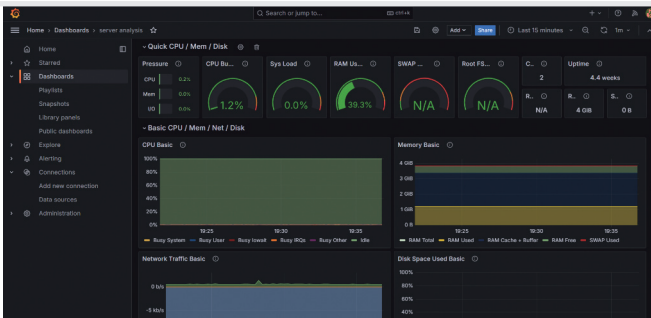 Search or jump to...
ctrl+k
Home > Dashboards > server analysis
Add
Share
Last 15 minutes
1m
Home
Starred
Dashboards
Playlists
Snapshots
Library panels
Public dashboards
Explore
Alerting
Connections
Add new connection
Data sources
Administration
Quick CPU / Mem / Disk
Pressure
CPU 0.2%
Mem 0.0%
I/O 0.0%
CPU Bu...
1.2%
Sys Load
0.0%
RAM Us...
39.3%
SWAP ...
N/A
Root FS...
N/A
C..
2
Uptime
4.4 weeks
R..
N/A
R..
4 GiB
S..
0 B
Basic CPU / Mem / Net / Disk
CPU Basic
100%
80%
60%
40%
20%
0%
19:25 19:30 19:35
Busy System Busy User Busy Iowait Busy IRQs Busy Other Idle
Memory Basic
4 GiB
3 GiB
2 GiB
1 GiB
0 B
19:25 19:30 19:35
RAM Total RAM Used RAM Cache + Buffer RAM Free SWAP Used
Network Traffic Basic
0 b/s
-5 kb/s
Disk Space Used Basic
100%
80%
60%
40%